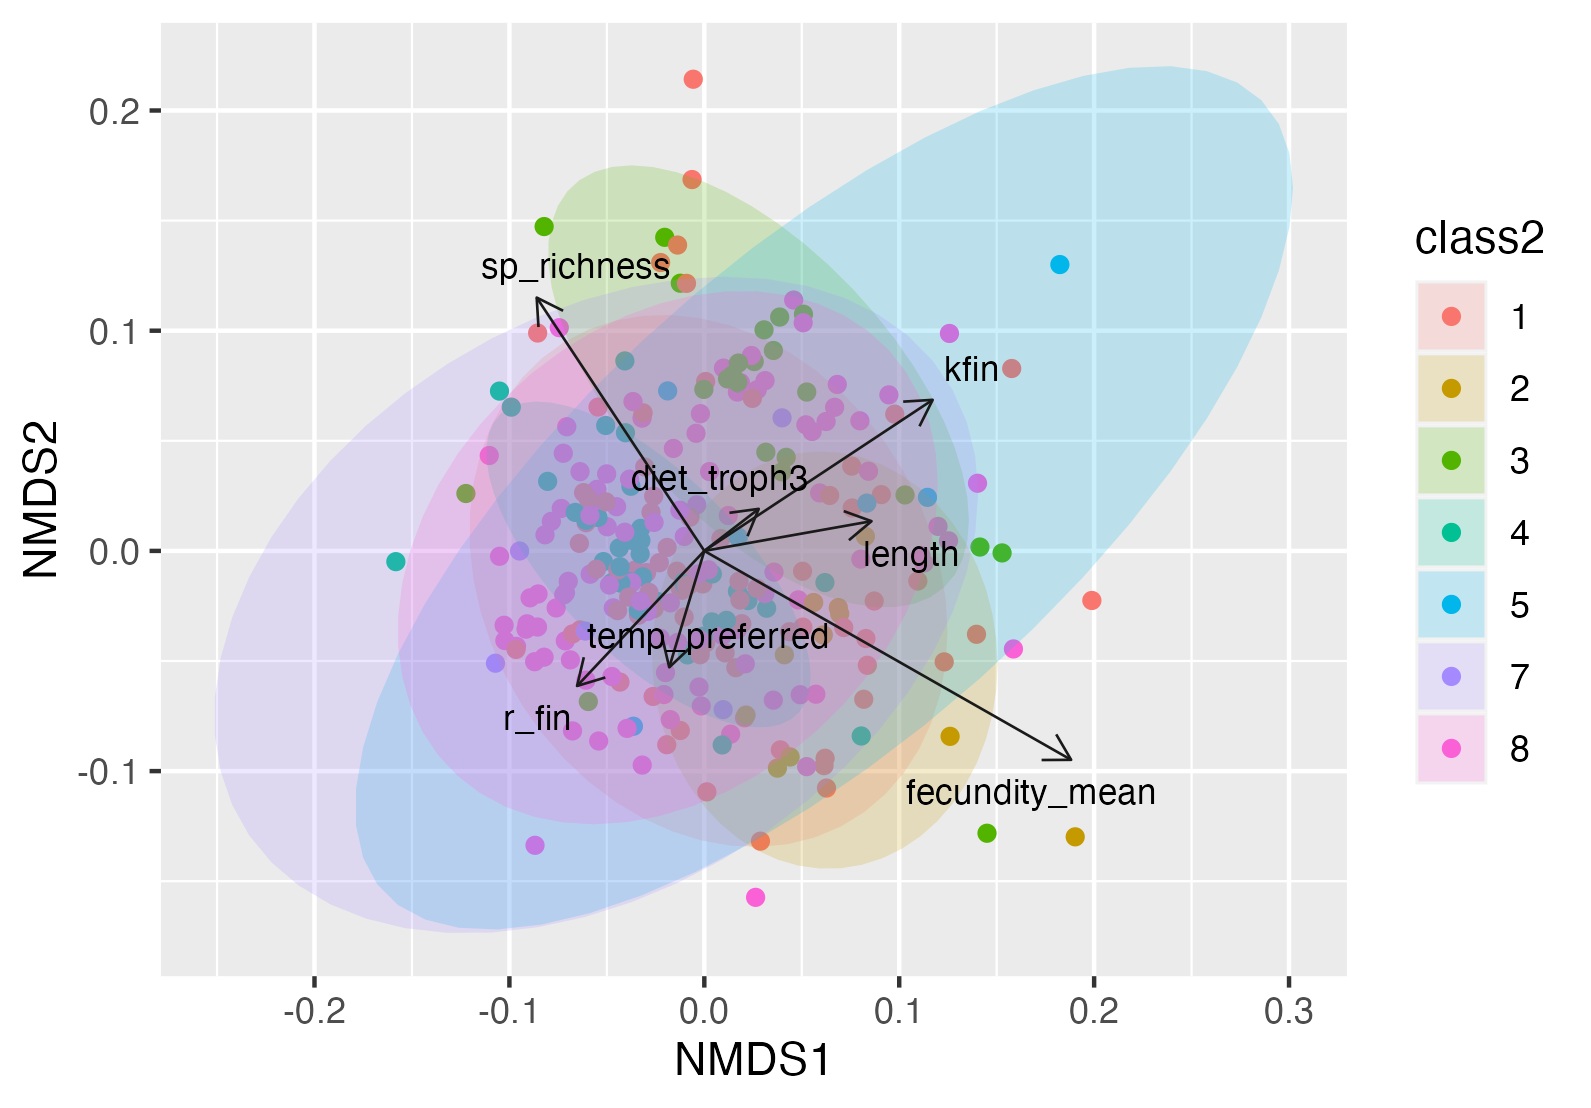 0.2
0.1
0.0
-0.1
NMDS2
sp_richness
kfin
diet_troph3
length
temp_preferred
r_fin
fecundity_mean
-0.2
-0.1
0.0
0.1
0.2
0.3
NMDS1
class2
1
2
3
4
5
7
8